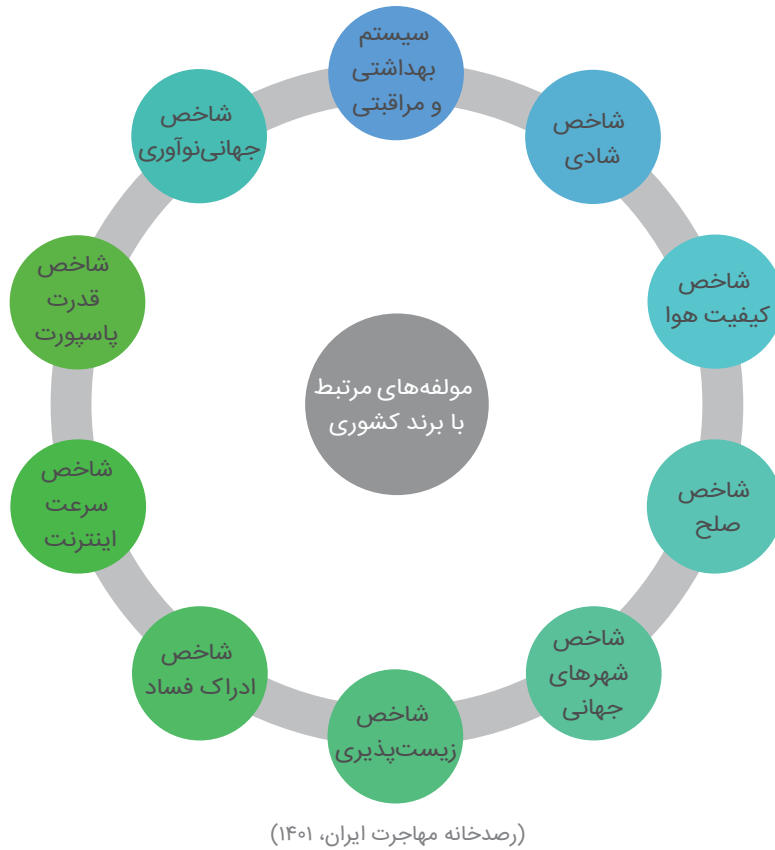 سیستم
بهداشتی
و مراقبتی
شاخص
شادی
شاخص
کیفیت هوا
شاخص
صلح
شاخص
شهرهای
جهانی
شاخص
زیست‌پذیری
شاخص
ادراک فساد
شاخص
سرعت
اینترنت
شاخص
قدرت
پاسپورت
شاخص
جهانی‌نوآوری
مولفه‌های مرتبط
با برند کشوری
(رصدخانه مهاجرت ایران، ۱۴۰۱)